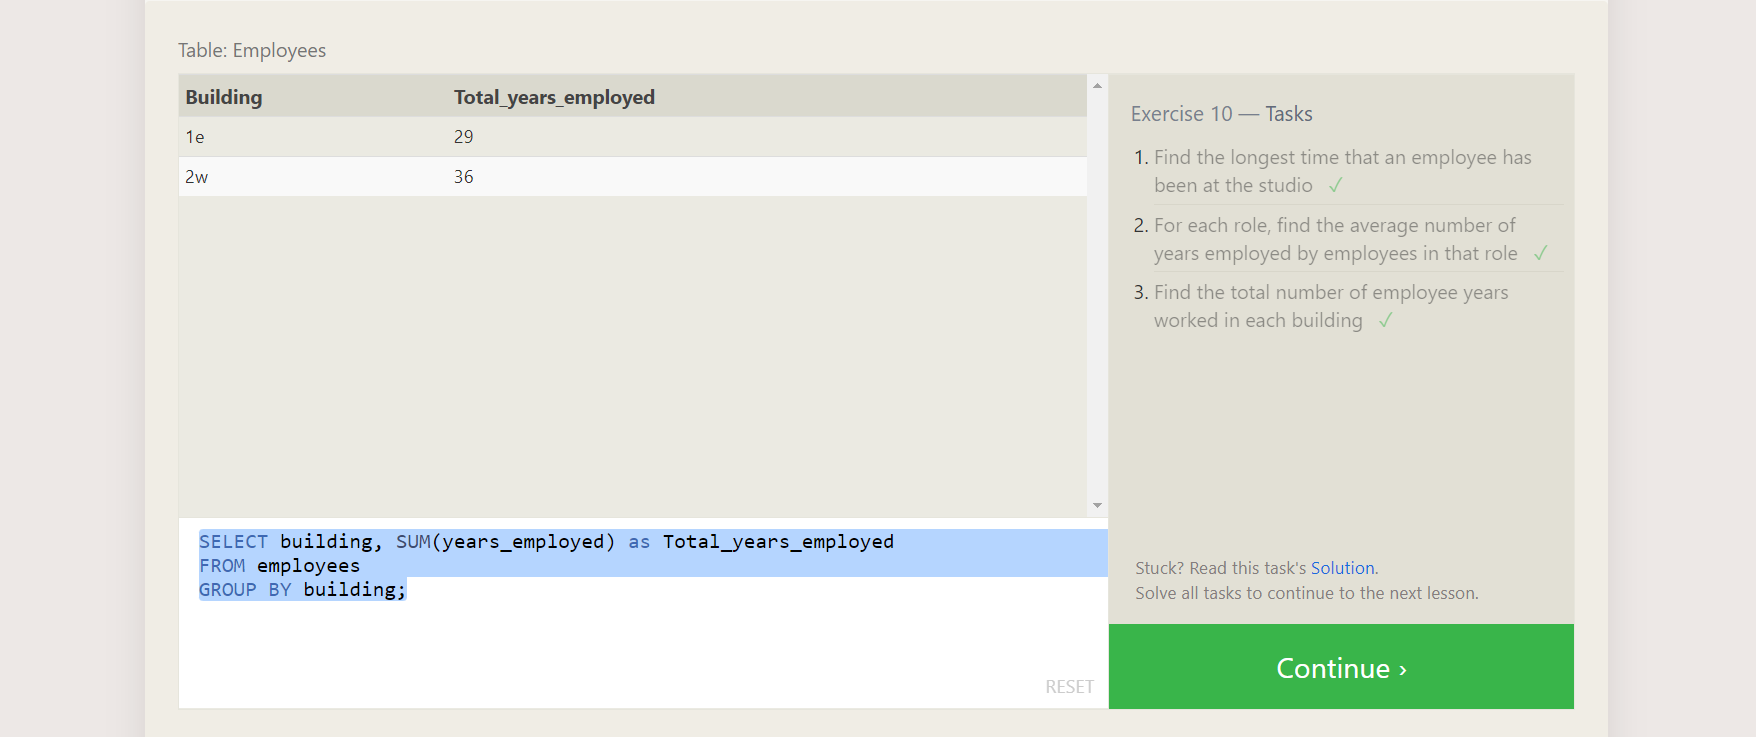 Table: Employees
Building Total_years_employed
1e 29
2w 36
SELECT building, SUM(years_employed) as Total_years_employed
FROM employees
GROUP BY building;
RESET
Exercise 10 — Tasks
1. Find the longest time that an employee has
been at the studio ✓
2. For each role, find the average number of
years employed by employees in that role ✓
3. Find the total number of employee years
worked in each building ✓
Stuck? Read this task's Solution.
Solve all tasks to continue to the next lesson.
Continue ›